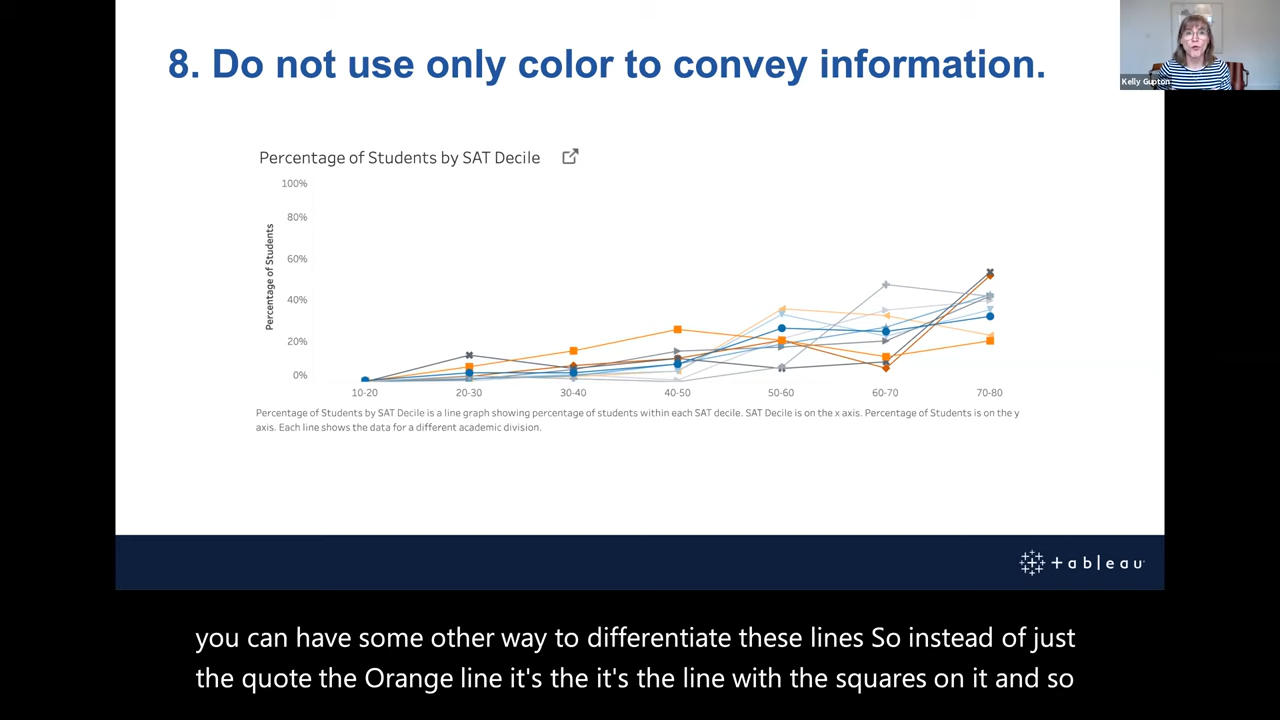 8. Do not use only color to convey information.
Kelly Gupton
Percentage of Students by SAT Decile
100%
80%
60%
40%
20%
0%
Percentage of Students
10-20
20-30
30-40
40-50
50-60
60-70
70-80
Percentage of Students by SAT Decile is a line graph showing percentage of students within each SAT decile. SAT Decile is on the x axis. Percentage of Students is on the y
axis. Each line shows the data for a different academic division.
+ableau
you can have some other way to differentiate these lines So instead of just
the quote the Orange line it's the it's the line with the squares on it and so